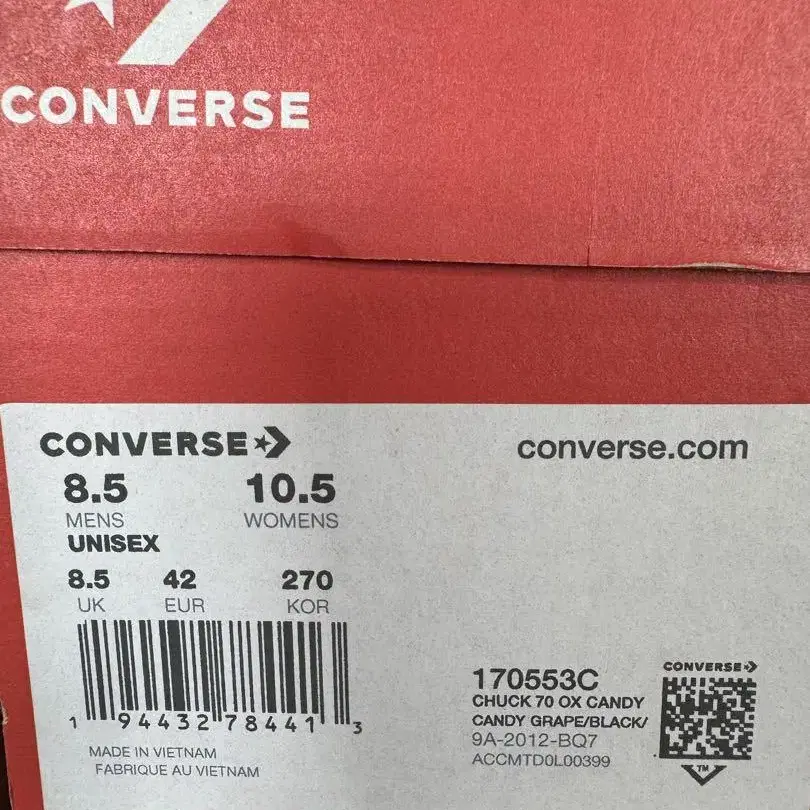 CONVERSE
CONVERSE
converse.com
8.5 10.5
MENS WOMENS
UNISEX
8.5 42 270
UK EUR KOR
1 94432 78441 3
MADE IN VIETNAM
FABRIQUE AU VIETNAM
170553C
CHUCK 70 OX CANDY
CANDY GRAPE/BLACK/
9A-2012-BQ7
ACCMTD0L00399
CONVERSE
TM